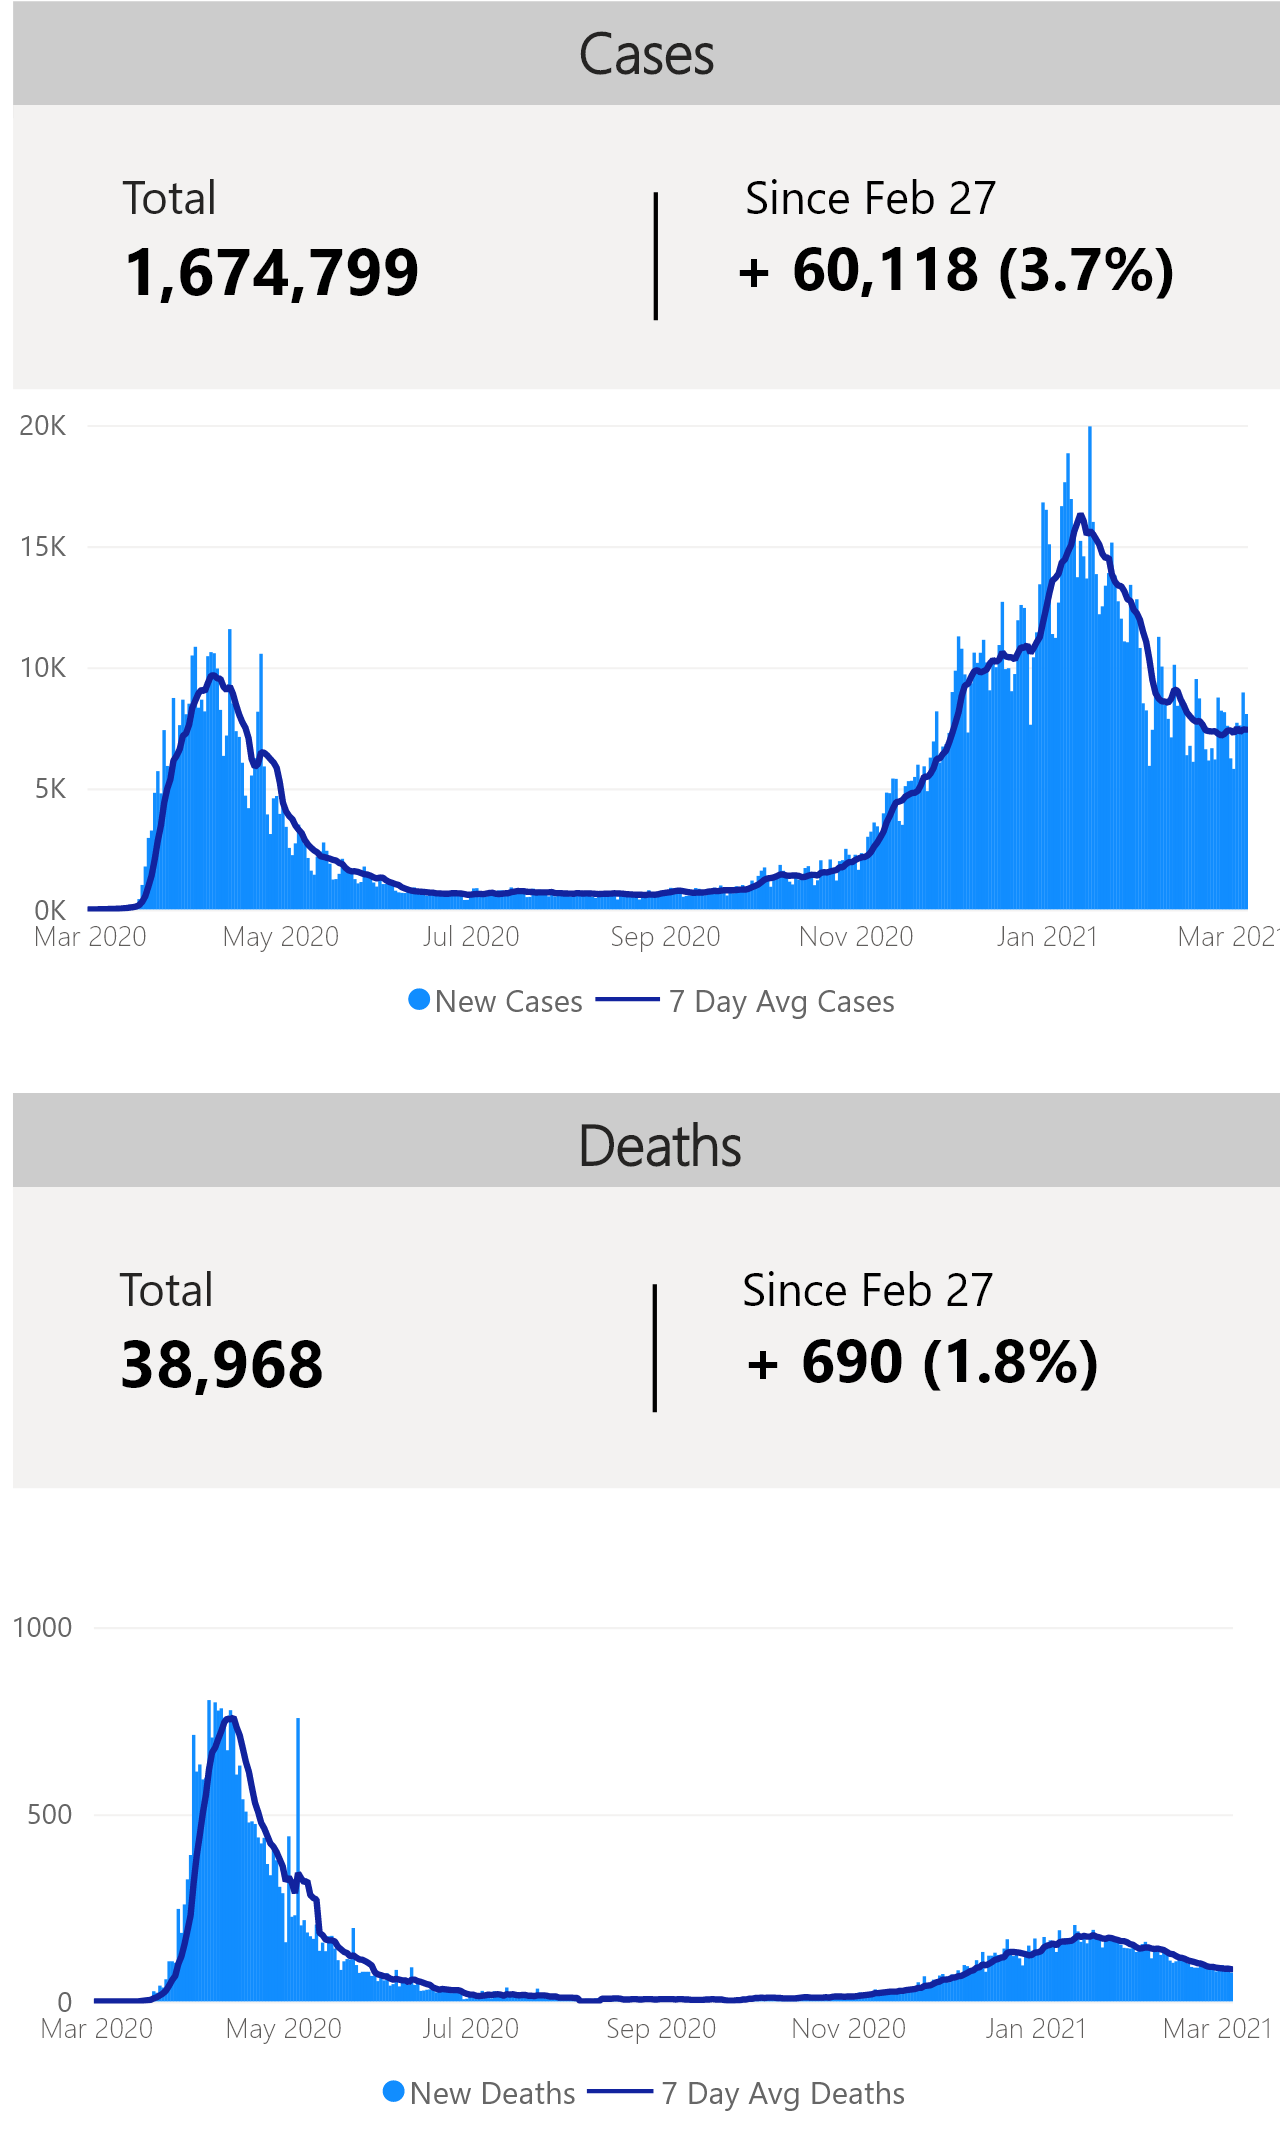 Cases
Total
Since Feb 27
1,674,799
+ 60,118 (3.7%)
20K
15K
10K
5K
0K
Mar 2020 May 2020 Jul 2020 Sep 2020 Nov 2020 Jan 2021 Mar 2021
New Cases 7 Day Avg Cases
Deaths
Total
Since Feb 27
38,968
+ 690 (1.8%)
1000
500
0
Mar 2020 May 2020 Jul 2020 Sep 2020 Nov 2020 Jan 2021 Mar 2021
New Deaths 7 Day Avg Deaths